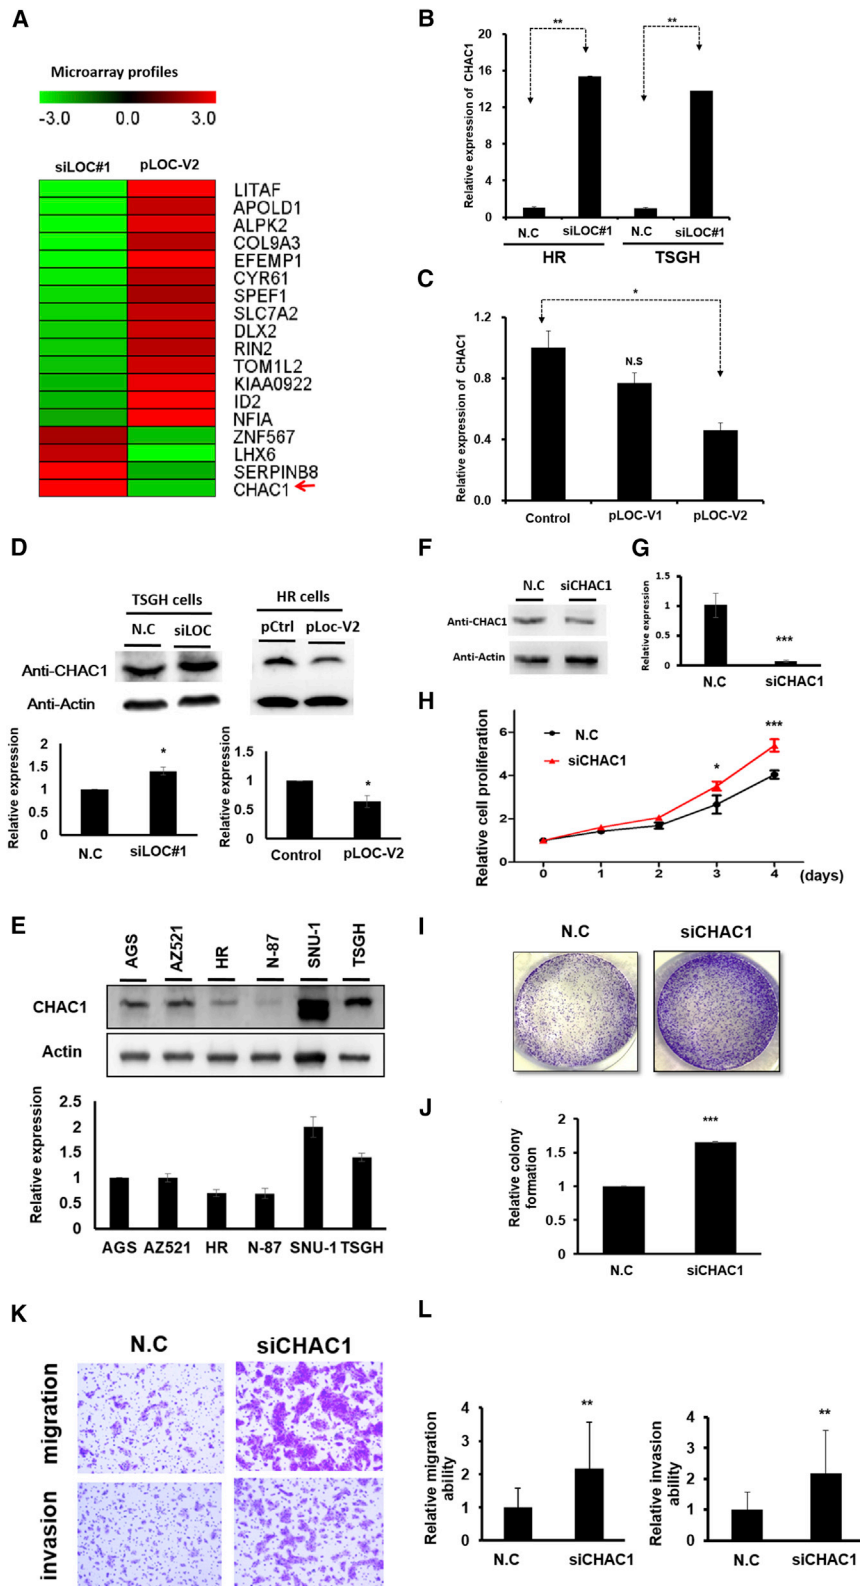 A
Microarray profiles
-3.0 0.0 3.0
siLOC#1 pLOC-V2
LITAF
APOLD1
ALPK2
COL9A3
EFEMP1
CYR61
SPEF1
SLC7A2
DLX2
RIN2
TOM1L2
KIAA0922
ID2
NFIA
ZNF567
LHX6
SERPINB8
CHAC1
B
Relative expression of CHAC1
20
16
12
8
4
0
** **
N.C siLOC#1 N.C siLOC#1
HR TSGH
C
Relative expression of CHAC1
1.2
0.8
0.4
0.0
*
N.S
Control pLOC-V1 pLOC-V2
D
TSGH cells HR cells
N.C siLOC pCtrl pLoc-V2
Anti-CHAC1
Anti-Actin
Relative expression
2
1.5
1
0.5
0
*
N.C siLOC#1
Relative expression
1.5
1
0.5
0
*
Control pLOC-V2
E
AGS AZ521 HR N-87 SNU-1 TSGH
CHAC1
Actin
Relative expression
2.5
2
1.5
1
0.5
0
AGS AZ521 HR N-87 SNU-1 TSGH
F
N.C siCHAC1
Anti-CHAC1
Anti-Actin
G
Relative expression
1.5
1
0.5
0
***
N.C siCHAC1
H
Relative cell proliferation
6
4
2
0
N.C
siCHAC1
* ***
0 1 2 3 4 (days)
I
N.C siCHAC1
J
Relative colony
formation
2
1.5
1
0.5
0
***
N.C siCHAC1
K
N.C siCHAC1
migration
invasion
L
Relative migration
ability
4
3
2
1
0
**
N.C siCHAC1
Relative invasion
ability
4
3
2
1
0
**
N.C siCHAC1